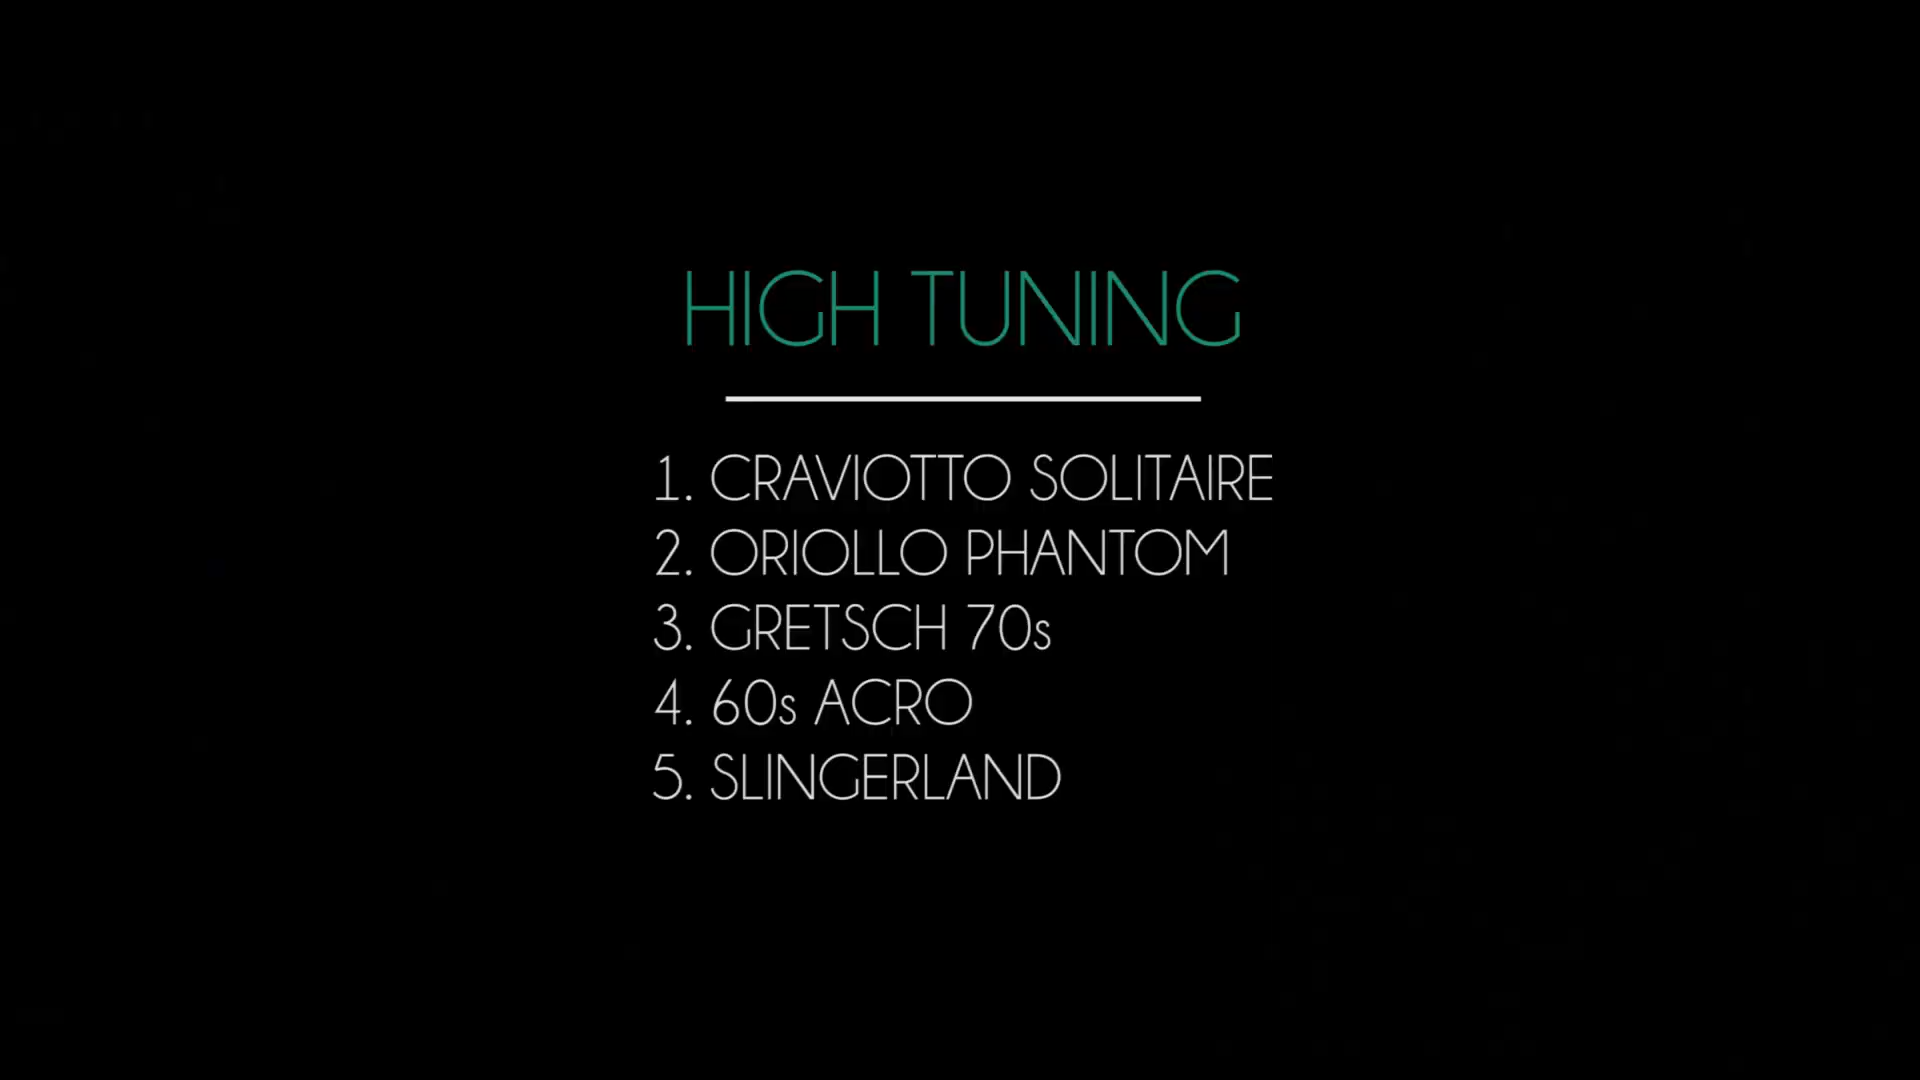 HIGH TUNING
1. CRAVIOTTO SOLITAIRE
2. ORIOLLO PHANTOM
3. GRETSCH 70s
4. 60s ACRO
5. SLINGERLAND